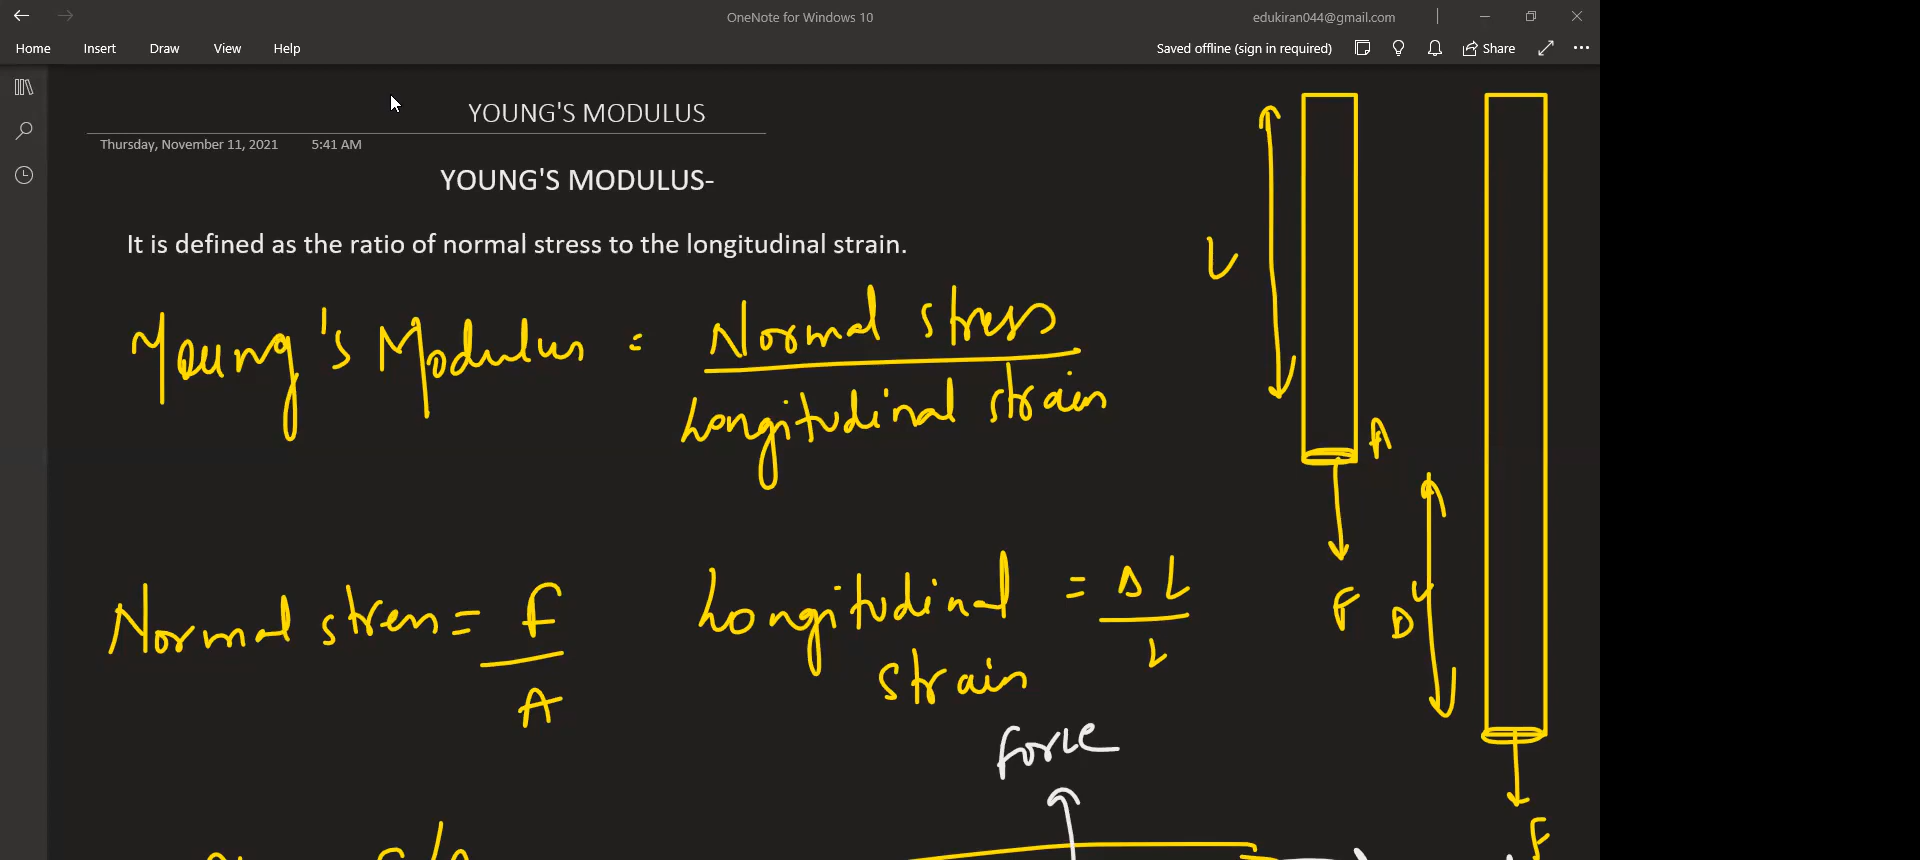 OneNote for Windows 10
edukiran044@gmail.com
Home Insert Draw View Help
Saved offline (sign in required) Share
YOUNG'S MODULUS
Thursday, November 11, 2021 5:41 AM
YOUNG'S MODULUS-
It is defined as the ratio of normal stress to the longitudinal strain.
Young's Modulus = Normal stress
Longitudinal strain
L
A
F
Normal stress = F
A
Longitudinal strain = Δ L
L
Force
F